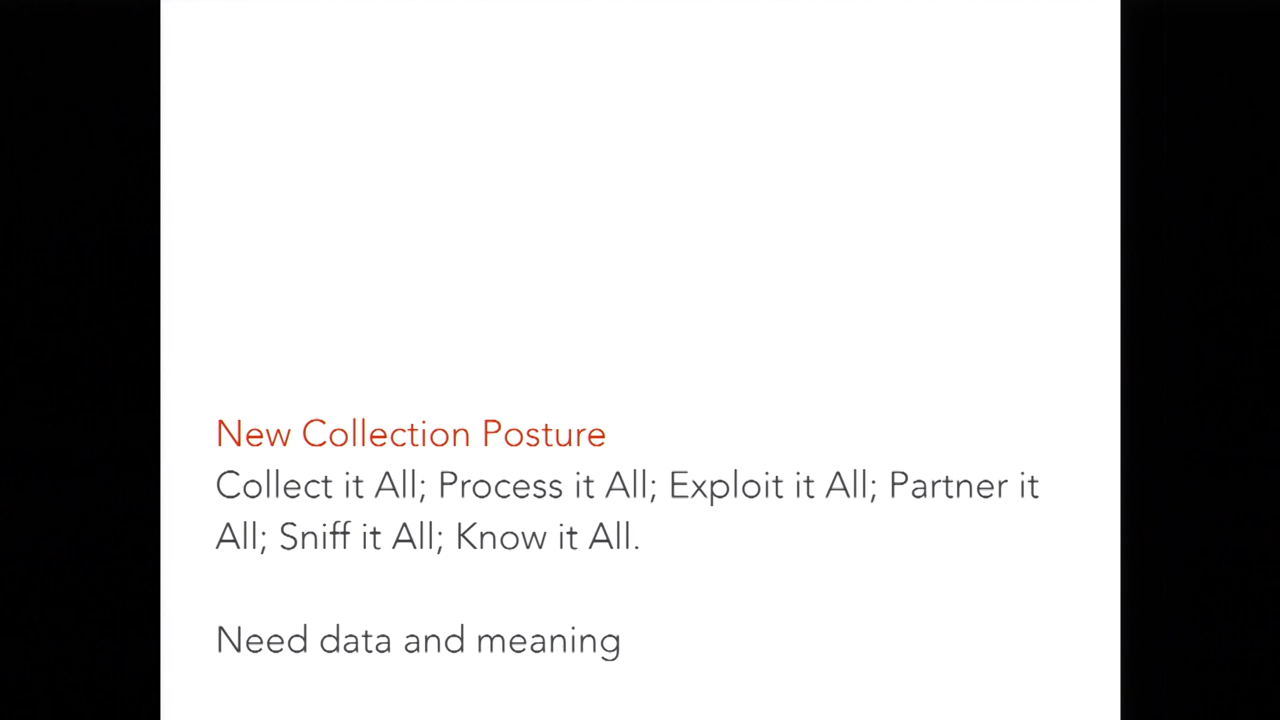 New Collection Posture
Collect it All; Process it All; Exploit it All; Partner it
All; Sniff it All; Know it All.
Need data and meaning